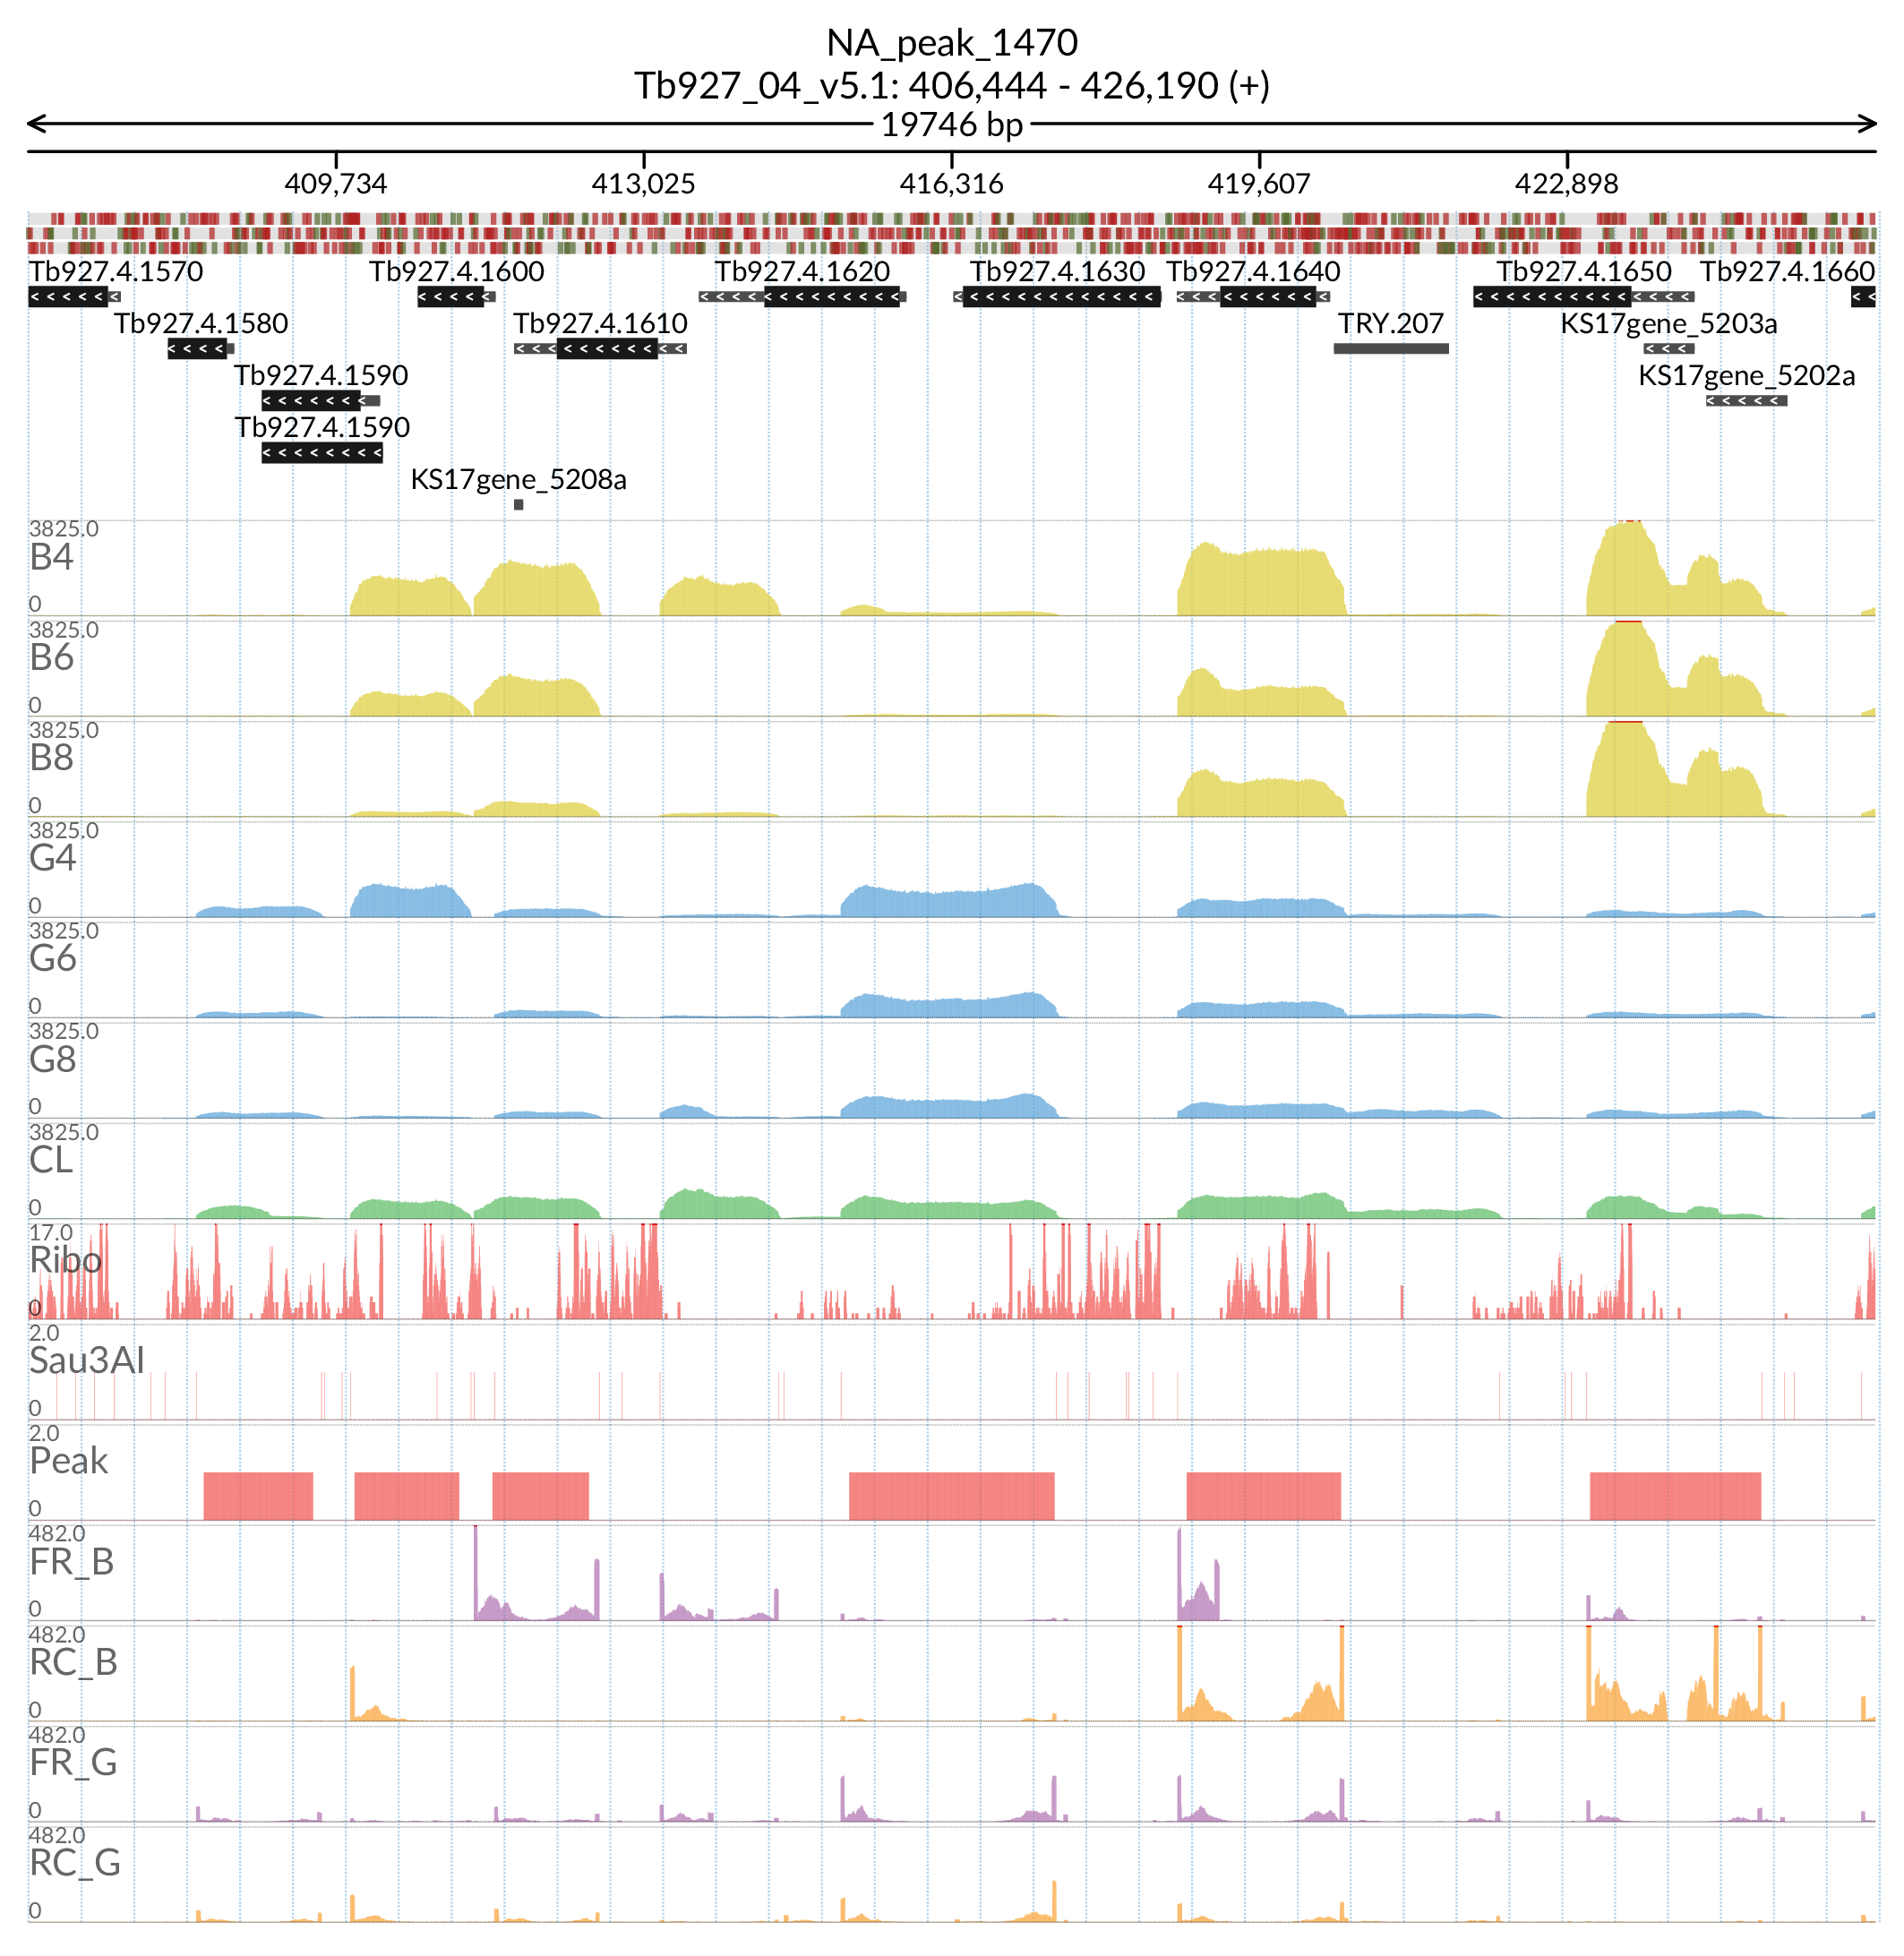 NA_peak_1470
Tb927_04_v5.1: 406,444 - 426,190 (+)
19746 bp
409,734 413,025 416,316 419,607 422,898
Tb927.4.1570 Tb927.4.1600 Tb927.4.1620 Tb927.4.1630 Tb927.4.1640 Tb927.4.1650 Tb927.4.1660
Tb927.4.1580 Tb927.4.1610 TRY.207 KS17gene_5203a
Tb927.4.1590 KS17gene_5202a
Tb927.4.1590
KS17gene_5208a
3825.0
B4
0
3825.0
B6
0
3825.0
B8
0
3825.0
G4
0
3825.0
G6
0
3825.0
G8
0
3825.0
CL
0
17.0
Ribo
0
2.0
Sau3AI
0
2.0
Peak
0
482.0
FR_B
0
482.0
RC_B
0
482.0
FR_G
0
482.0
RC_G
0